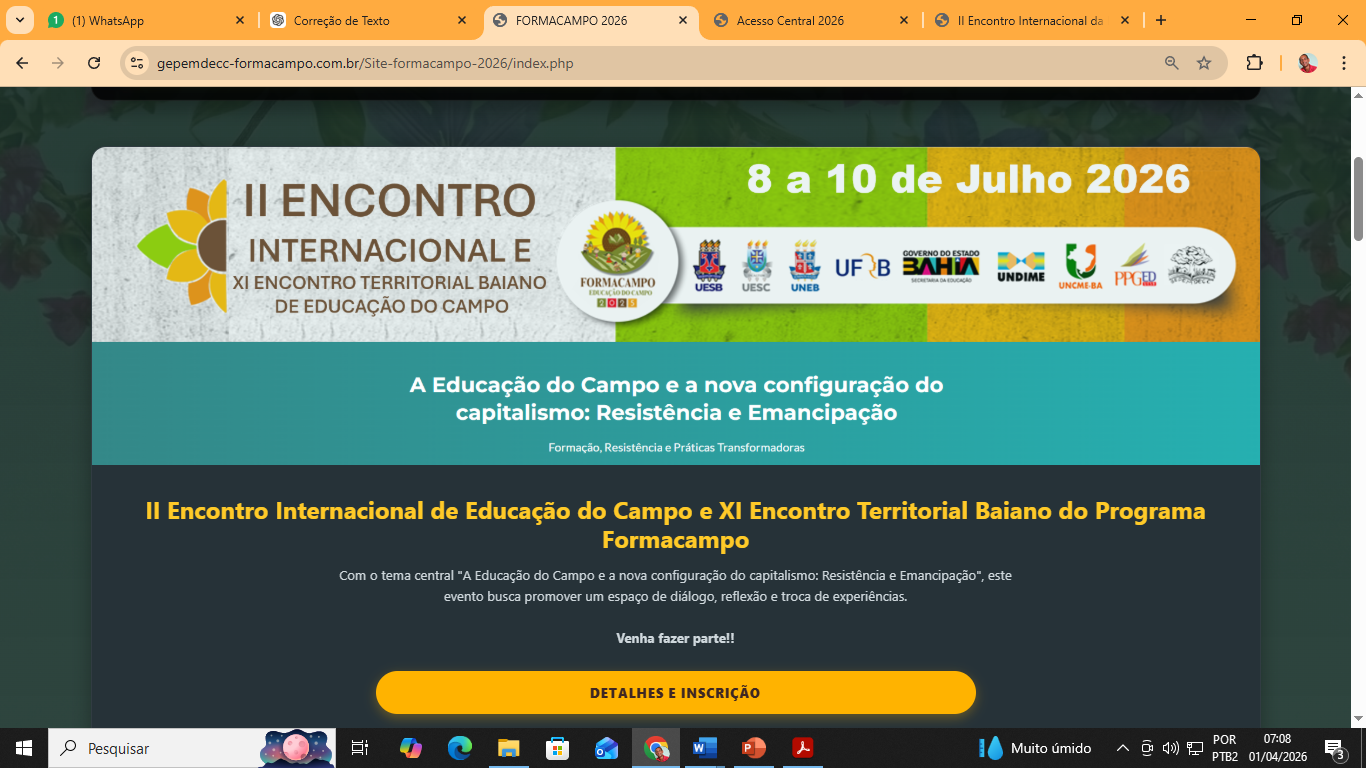 (1) WhatsApp
Correção de Texto
FORMACAMPO 2026
Acesso Central 2026
II Encontro Internacional da
gepemdecc-formacampo.com.br/Site-formacampo-2026/index.php
II ENCONTRO
INTERNACIONAL E
XI ENCONTRO TERRITORIAL BAIANO
DE EDUCAÇÃO DO CAMPO
8 a 10 de Julho 2026
FORMACAMPO
EDUCAÇÃO DO CAMPO
2025
UESB
UESC
UNEB
UFRB
GOVERNO DO ESTADO
BAHIA
SECRETARIA DA EDUCAÇÃO
UNDIME
UNCME-BA
PPGED
A Educação do Campo e a nova configuração do
capitalismo: Resistência e Emancipação
Formação, Resistência e Práticas Transformadoras
II Encontro Internacional de Educação do Campo e XI Encontro Territorial Baiano do Programa
Formacampo
Com o tema central "A Educação do Campo e a nova configuração do capitalismo: Resistência e Emancipação", este
evento busca promover um espaço de diálogo, reflexão e troca de experiências.
Venha fazer parte!!
DETALHES E INSCRIÇÃO
Pesquisar
Muito úmido
POR
PTB2
07:08
01/04/2026
3